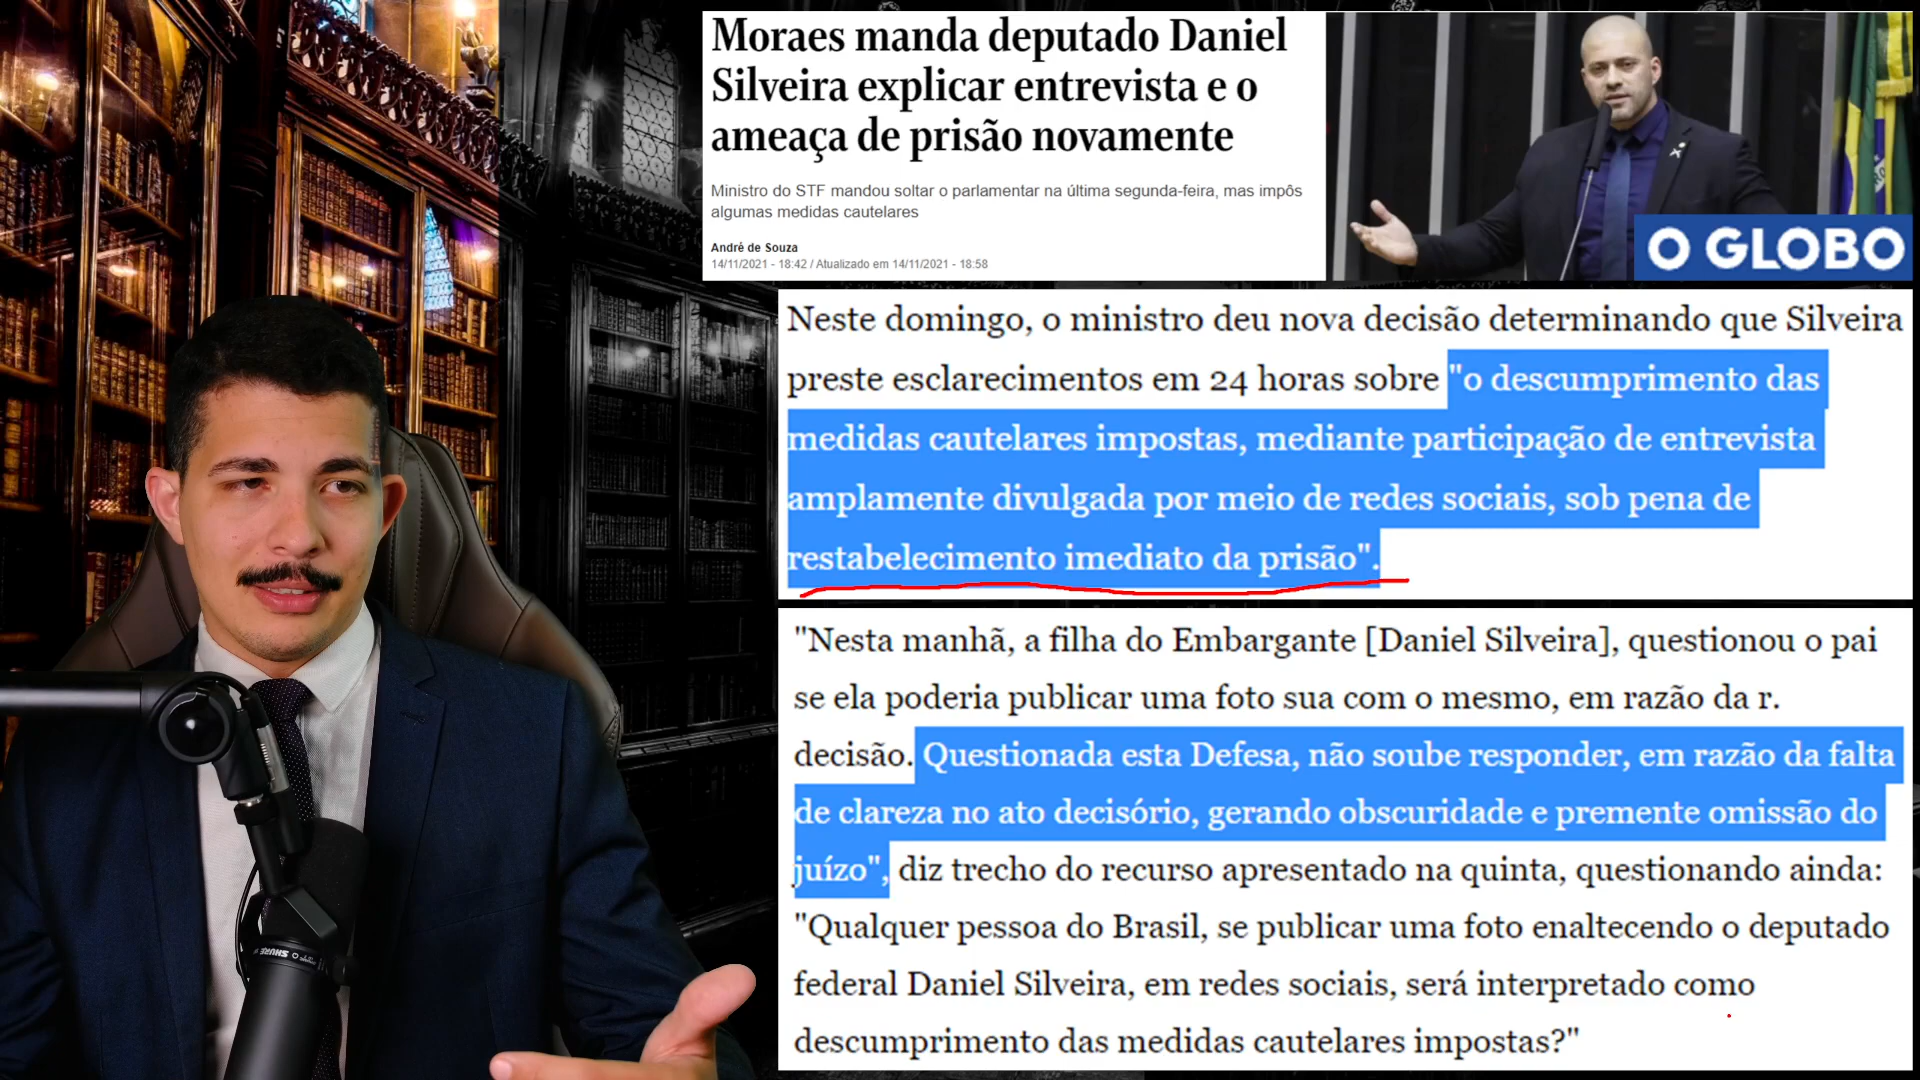 Moraes manda deputado Daniel
Silveira explicar entrevista e o
ameaça de prisão novamente
Ministro do STF mandou soltar o parlamentar na última segunda-feira, mas impôs
algumas medidas cautelares
André de Souza
14/11/2021 - 18:42 / Atualizado em 14/11/2021 - 18:58
O GLOBO
Neste domingo, o ministro deu nova decisão determinando que Silveira
preste esclarecimentos em 24 horas sobre "o descumprimento das
medidas cautelares impostas, mediante participação de entrevista
amplamente divulgada por meio de redes sociais, sob pena de
restabelecimento imediato da prisão".
"Nesta manhã, a filha do Embargante [Daniel Silveira], questionou o pai
se ela poderia publicar uma foto sua com o mesmo, em razão da r.
decisão. Questionada esta Defesa, não soube responder, em razão da falta
de clareza no ato decisório, gerando obscuridade e premente omissão do
juízo", diz trecho do recurso apresentado na quinta, questionando ainda:
"Qualquer pessoa do Brasil, se publicar uma foto enaltecendo o deputado
federal Daniel Silveira, em redes sociais, será interpretado como
descumprimento das medidas cautelares impostas?"
SHURE